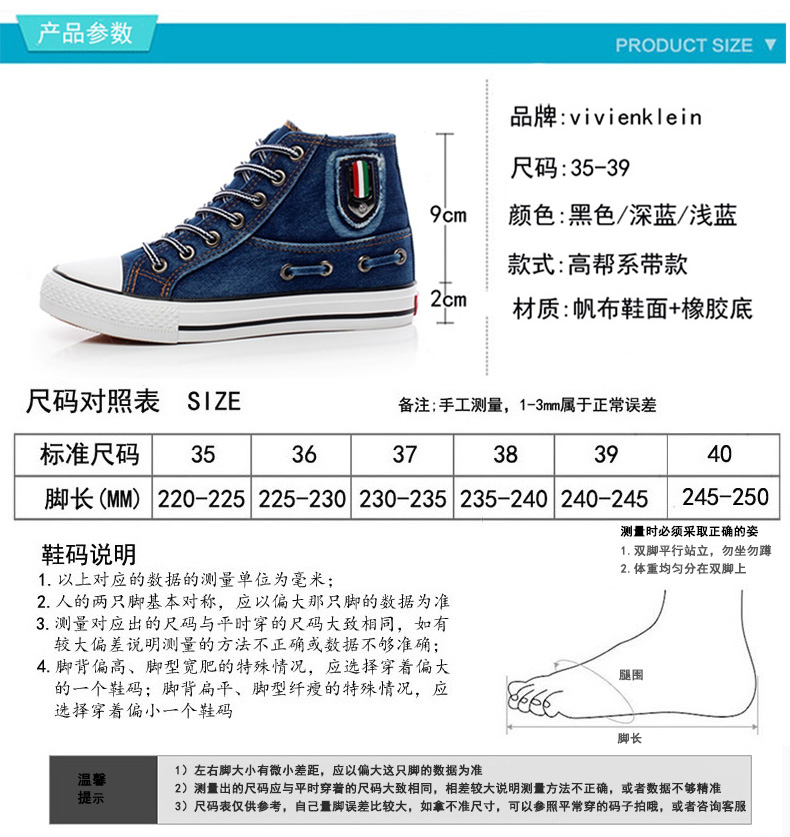 产品参数
PRODUCT SIZE ▼
品牌:vivienklein
尺码:35-39
颜色:黑色/深蓝/浅蓝
款式:高帮系带款
材质:帆布鞋面+橡胶底
9cm
2cm
尺码对照表 SIZE
备注;手工测量，1-3mm属于正常误差
标准尺码 35 36 37 38 39 40
脚长(MM) 220-225 225-230 230-235 235-240 240-245 245-250
测量时必须采取正确的姿
1. 双脚平行站立，勿坐勿蹲
2. 体重均匀分在双脚上
鞋码说明
1. 以上对应的数据的测量单位为毫米；
2. 人的两只脚基本对称，应以偏大那只脚的数据为准
3. 测量对应出的尺码与平时穿的尺码大致相同，如有
较大偏差说明测量的方法不正确或数据不够准确；
4. 脚背偏高、脚型宽肥的特殊情况，应选择穿着偏大
的一个鞋码；脚背扁平、脚型纤瘦的特殊情况，应
选择穿着偏小一个鞋码
腿围
脚长
温馨
提示
1）左右脚大小有微小差距，应以偏大这只脚的数据为准
2）测量出的尺码应与平时穿着的尺码大致相同，相差较大说明测量方法不正确，或者数据不够精准
3）尺码表仅供参考，自己量脚误差比较大，如拿不准尺寸，可以参照平常穿的码子拍哦，或者咨询客服